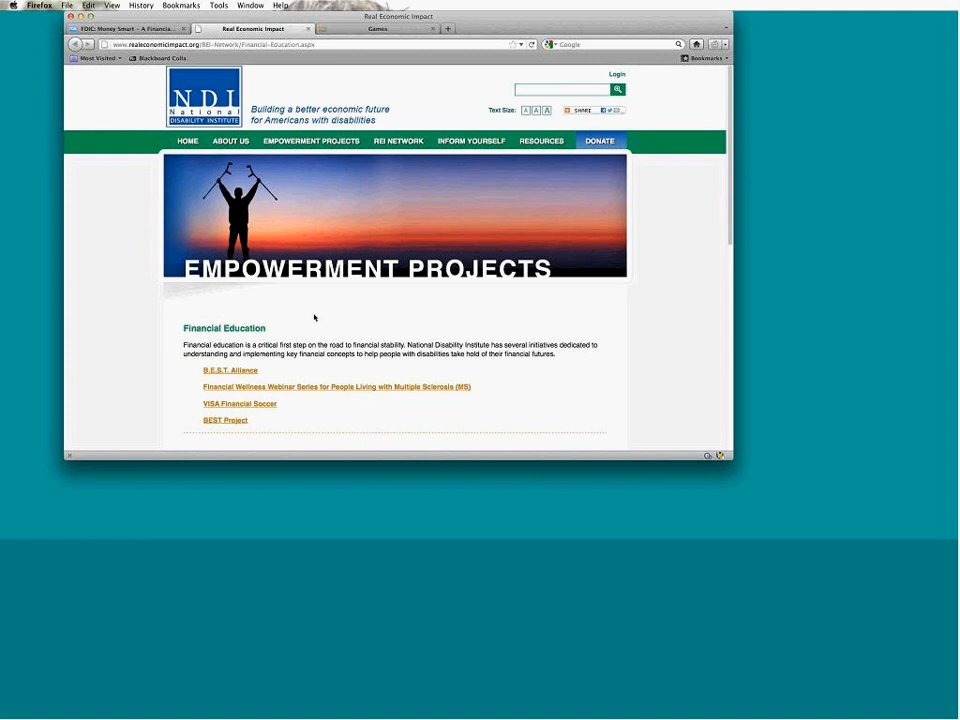 Firefox File Edit View History Bookmarks Tools Window Help
Real Economic Impact
FDIC: Money Smart – A Financia... Real Economic Impact Games
www.realeconomicimpact.org/REI-Network/Financial-Education.aspx Google
Most Visited Blackboard Colla. Bookmarks
Login
NDI
National
DISABILITY INSTITUTE
Building a better economic future
for Americans with disabilities
Text Size: A A A SHARE
HOME ABOUT US EMPOWERMENT PROJECTS REI NETWORK INFORM YOURSELF RESOURCES DONATE
EMPOWERMENT PROJECTS
Financial Education
Financial education is a critical first step on the road to financial stability. National Disability Institute has several initiatives dedicated to
understanding and implementing key financial concepts to help people with disabilities take hold of their financial futures.
B.E.S.T. Alliance
Financial Wellness Webinar Series for People Living with Multiple Sclerosis (MS)
VISA Financial Soccer
BEST Project